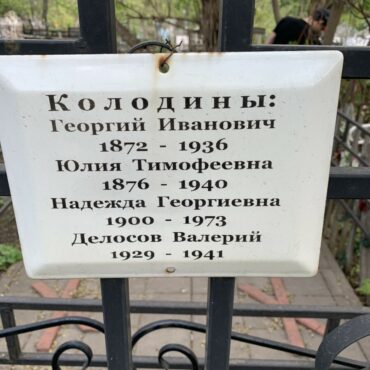 Колодины:
Георгий Иванович
1872 - 1936
Юлия Тимофеевна
1876 - 1940
Надежда Георгиевна
1900 - 1973
Делосов Валерий
1929 - 1941